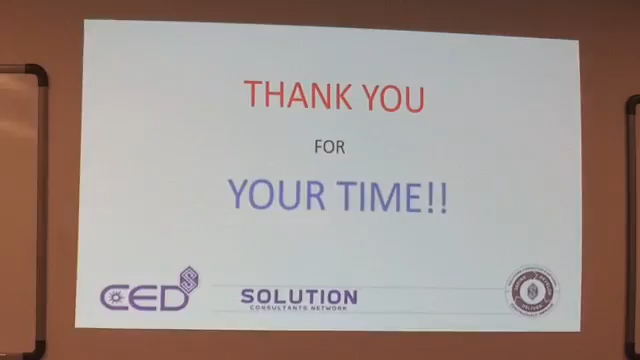 THANK YOU
FOR
YOUR TIME!!
CED
SOLUTION
CONSULTANTS NETWORK